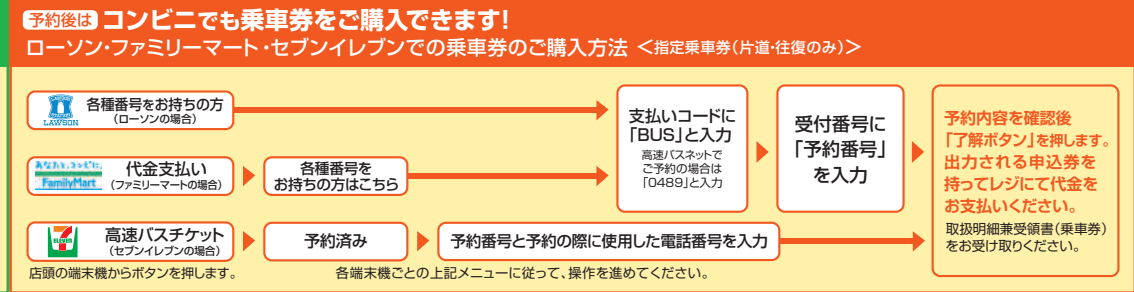 予約後は コンビニでも乗車券をご購入できます!
ローソン・ファミリーマート・セブンイレブンでの乗車券のご購入方法 <指定乗車券(片道・往復のみ)>
LAWSON
各種番号をお持ちの方
(ローソンの場合)
あなたと、コンビに、
FamilyMart
代金支払い
(ファミリーマートの場合)
各種番号を
お持ちの方はこちら
支払いコードに
「BUS」と入力
高速バスネットで
ご予約の場合は
「0489」と入力
受付番号に
「予約番号」
を入力
7 ELEVEN
高速バスチケット
(セブンイレブンの場合)
予約済み
予約番号と予約の際に使用した電話番号を入力
予約内容を確認後
「了解ボタン」を押します。
出力される申込券を
持ってレジにて代金を
お支払いください。
取扱明細兼受領書(乗車券)
をお受け取りください。
店頭の端末機からボタンを押します。
各端末機ごとの上記メニューに従って、操作を進めてください。